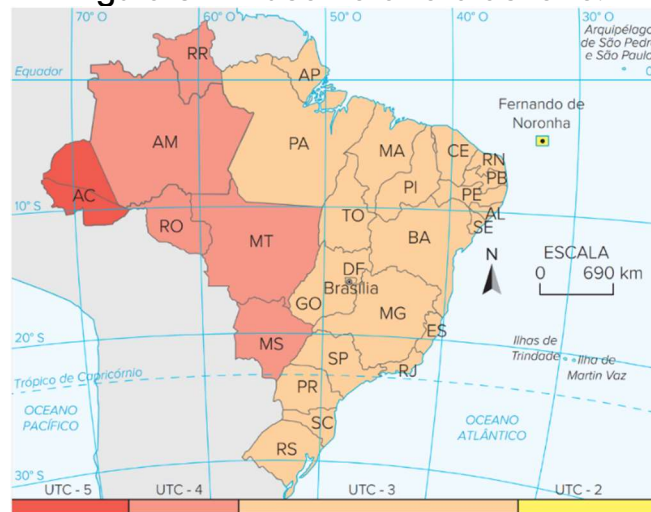 70° O
60° O
50° O
40° O
30° O
Arquipélago
de São Pedro
e São Paulo
RR
AP
Equador
0
Fernando de
Noronha
AM
PA
MA
CE
RN
PB
PI
PE
AC
AL
10° S
RO
TO
SE
MT
BA
N
ESCALA
0 690 km
DF
Brasília
GO
MG
ES
20° S
MS
SP
Ilhas de
Trindade
Ilha de
Martin Vaz
RJ
Trópico de Capricórnio
PR
OCEANO
PACÍFICO
SC
OCEANO
ATLÂNTICO
RS
30° S
UTC - 5
UTC - 4
UTC - 3
UTC - 2